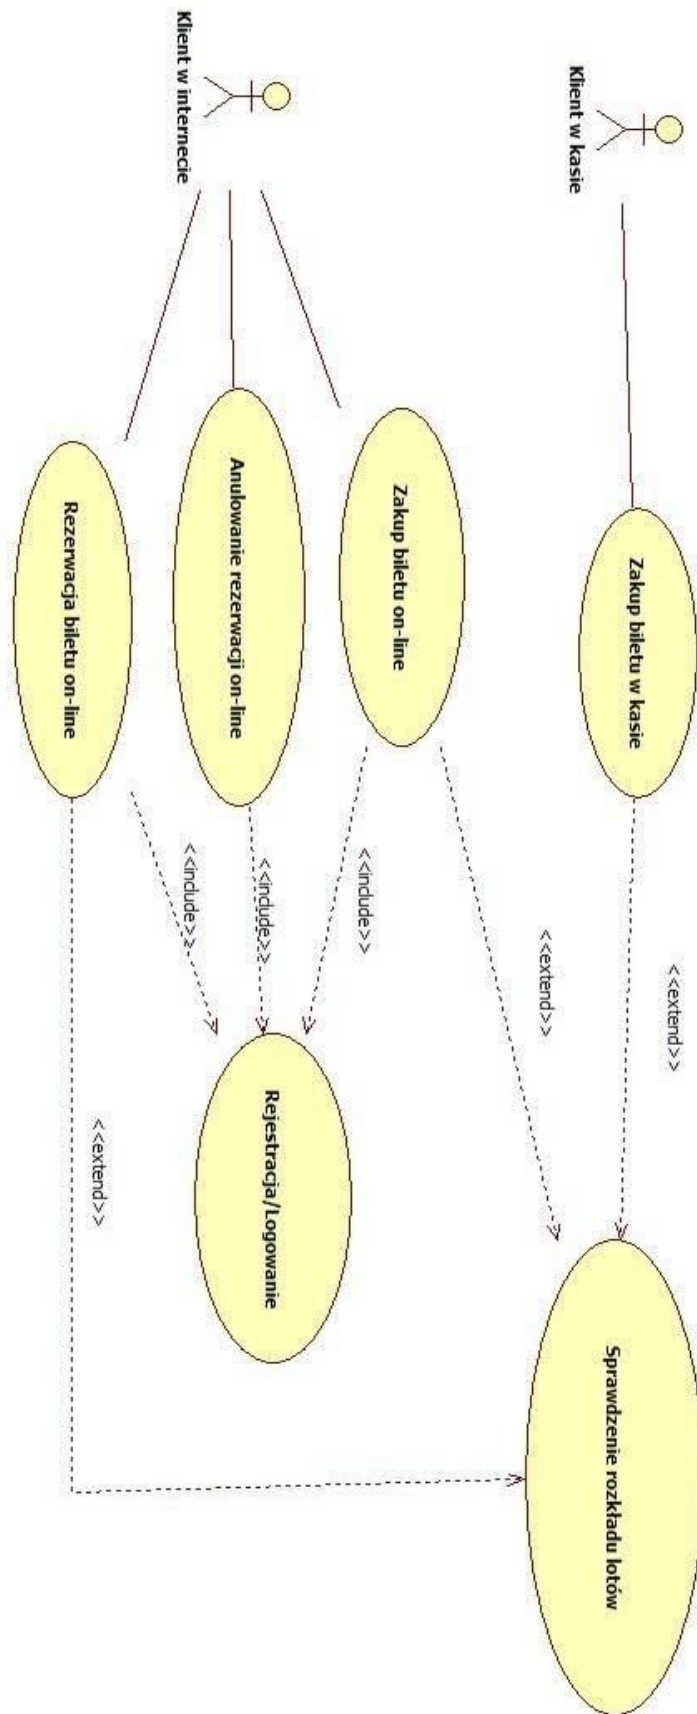 Klient w kasie
Zakup biletu w kasie
<<extend>>
Sprawdzenie rozkładu lotów
Zakup biletu on-line
<<extend>>
<<include>>
Klient w internecie
Anulowanie rezerwacji on-line
<<include>>
Rejestracja/Logowanie
<<include>>
Rezerwacja biletu on-line
<<extend>>